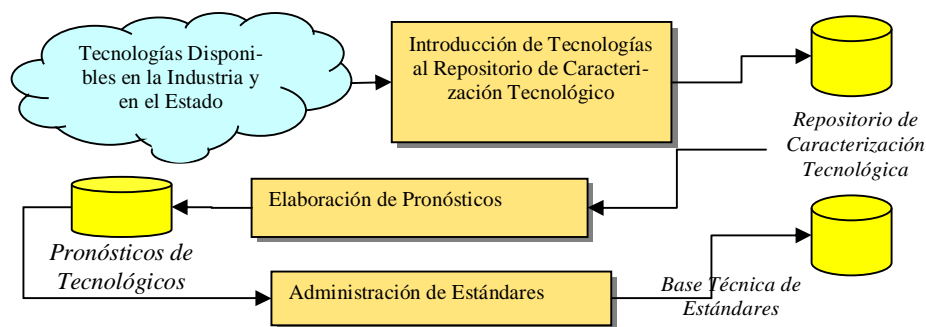 Tecnologías Disponi-
bles en la Industria y
en el Estado
Introducción de Tecnologías
al Repositorio de Caracteri-
zación Tecnológico
Repositorio de
Caracterización
Tecnológica
Elaboración de Pronósticos
Pronósticos de
Tecnológicos
Administración de Estándares
Base Técnica de
Estándares